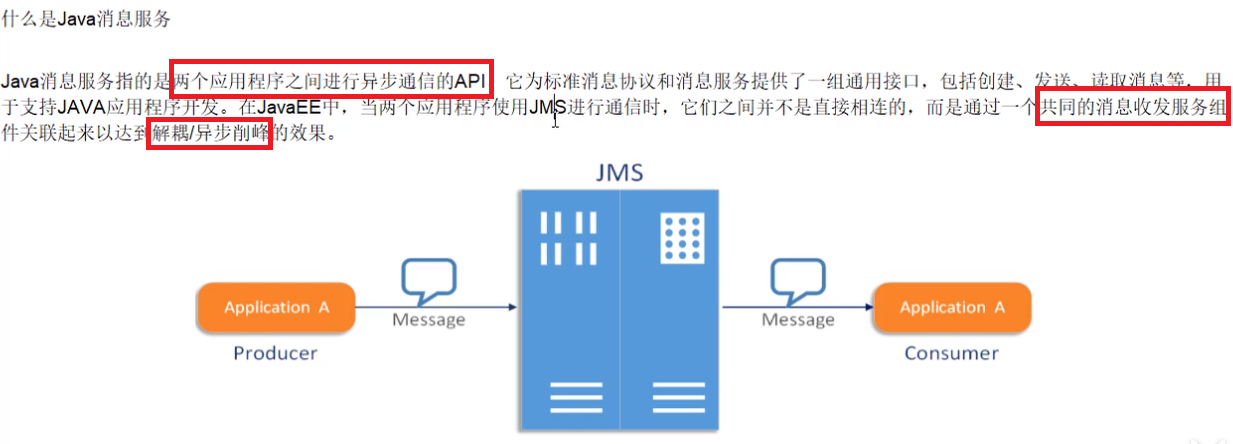 什么是Java消息服务
Java消息服务指的是两个应用程序之间进行异步通信的API，它为标准消息协议和消息服务提供了一组通用接口，包括创建、发送、读取消息等，用
于支持JAVA应用程序开发。在JavaEE中，当两个应用程序使用JMS进行通信时，它们之间并不是直接相连的，而是通过一个共同的消息收发服务组
件关联起来以达到解耦/异步削峰的效果。
JMS
Application A
Message
Message
Application A
Producer
Consumer